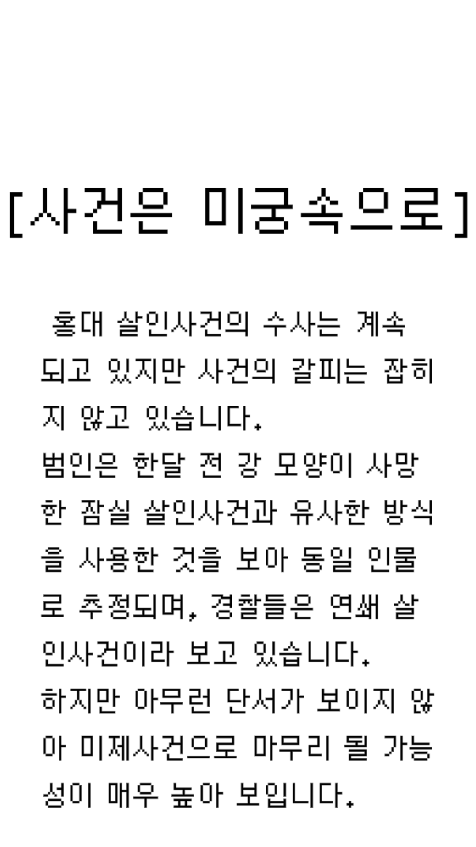 [사건은 미궁속으로]
홍대 살인사건의 수사는 계속
되고 있지만 사건의 갈피는 잡히
지 않고 있습니다.
범인은 한달 전 강 모양이 사망
한 잠실 살인사건과 유사한 방식
을 사용한 것을 보아 동일 인물
로 추정되며, 경찰들은 연쇄 살
인사건이라 보고 있습니다.
하지만 아무런 단서가 보이지 않
아 미제사건으로 마무리 될 가능
성이 매우 높아 보입니다.